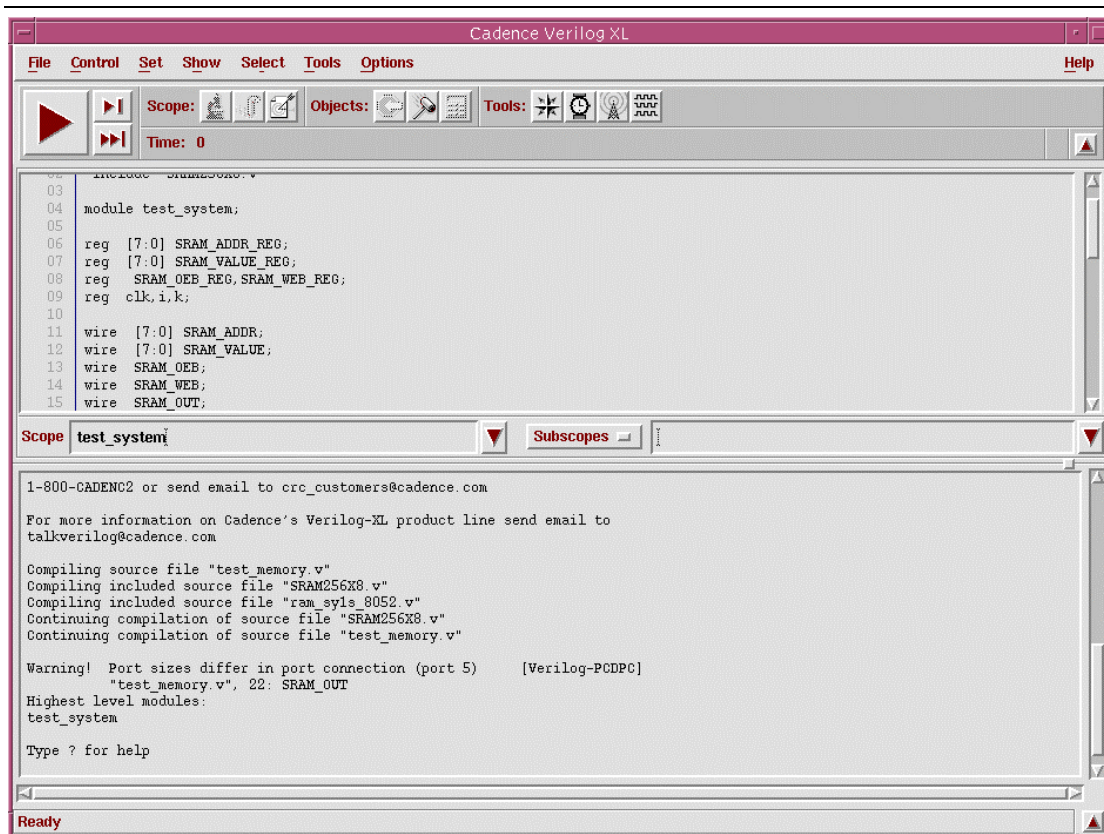 Cadence Verilog XL
File Control Set Show Select Tools Options Help
Scope: Objects: Tools:
Time: 0
02 `include "SRAM256X8.v"
03
04 module test_system;
05
06 reg [7:0] SRAM_ADDR_REG;
07 reg [7:0] SRAM_VALUE_REG;
08 reg SRAM_OEB_REG,SRAM_WEB_REG;
09 reg clk,i,k;
10
11 wire [7:0] SRAM_ADDR;
12 wire [7:0] SRAM_VALUE;
13 wire SRAM_OEB;
14 wire SRAM_WEB;
15 wire SRAM_OUT;
Scope test_system Subscopes
1-800-CADENC2 or send email to crc_customers@cadence.com
For more information on Cadence's Verilog-XL product line send email to
talkverilog@cadence.com
Compiling source file "test_memory.v"
Compiling included source file "SRAM256X8.v"
Compiling included source file "ram_sy1s_8052.v"
Continuing compilation of source file "SRAM256X8.v"
Continuing compilation of source file "test_memory.v"
Warning! Port sizes differ in port connection (port 5) [Verilog-PCDPC]
"test_memory.v", 22: SRAM_OUT
Highest level modules:
test_system
Type ? for help
Ready